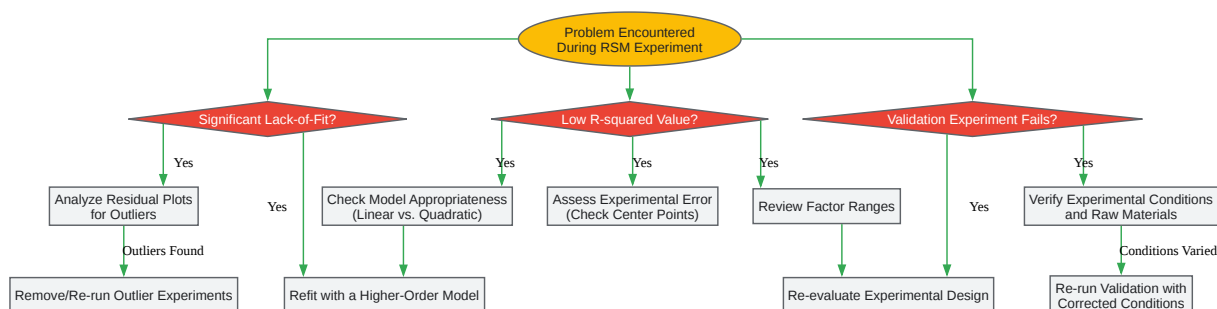 Problem Encountered
During RSM Experiment
Significant Lack-of-Fit?
Low R-squared Value?
Validation Experiment Fails?
Yes
Yes
Yes
Yes
Yes
Analyze Residual Plots
for Outliers
Yes
Check Model Appropriateness
(Linear vs. Quadratic)
Assess Experimental Error
(Check Center Points)
Review Factor Ranges
Yes
Verify Experimental Conditions
and Raw Materials
Outliers Found
Conditions Varied
Remove/Re-run Outlier Experiments
Refit with a Higher-Order Model
Re-evaluate Experimental Design
Re-run Validation with
Corrected Conditions